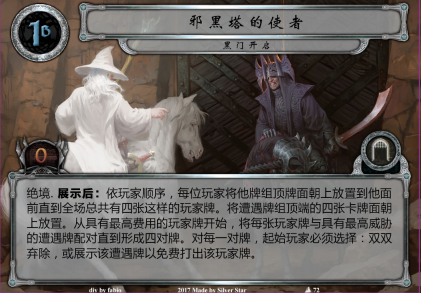 邪黑塔的使者
黑门开启
1B
0
绝境. 展示后：依玩家顺序，每位玩家将他牌组顶牌面朝上放置到他面
前直到全场总共有四张这样的玩家牌。将遭遇牌组顶端的四张卡牌面朝
上放置。从具有最高费用的玩家牌开始，将每张玩家牌与具有最高威胁
的遭遇牌配对直到形成四对牌。对每一对牌，起始玩家必须选择：双双
弃除，或展示该遭遇牌以免费打出该玩家牌。
diy by fabio
2017 Made by Silver Star
72